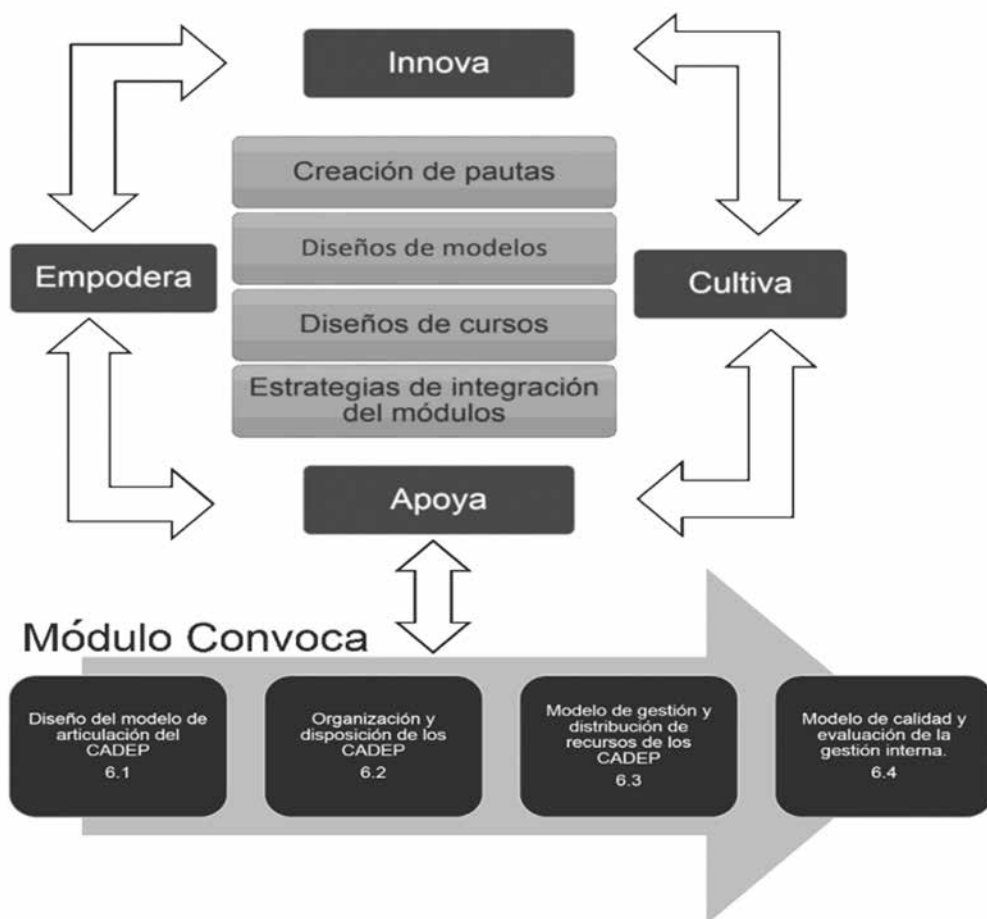 Innova
Creación de pautas
Diseños de modelos
Empodera
Cultiva
Diseños de cursos
Estrategias de integración
del módulos
Apoya
Módulo Convoca
Diseño del modelo de
articulación del
CADEP
6.1
Organización y
disposición de los
CADEP
6.2
Modelo de gestión y
distribución de
recursos de los
CADEP
6.3
Modelo de calidad y
evaluación de la
gestión interna.
6.4